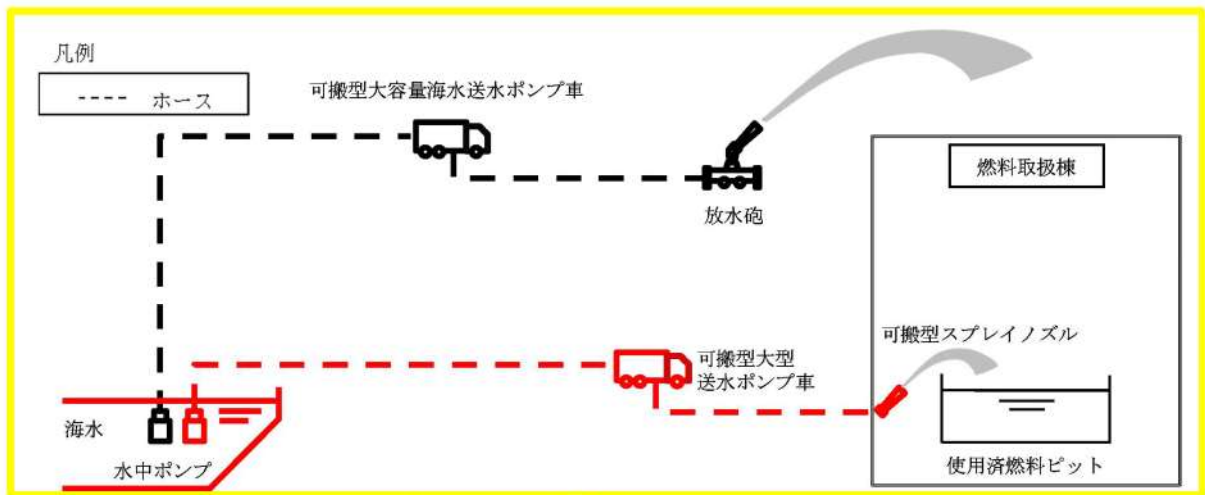 凡例
ホース
可搬型大容量海水送水ポンプ車
燃料取扱棟
放水砲
可搬型スプレイノズル
可搬型大型
送水ポンプ車
海水
水中ポンプ
使用済燃料ピット